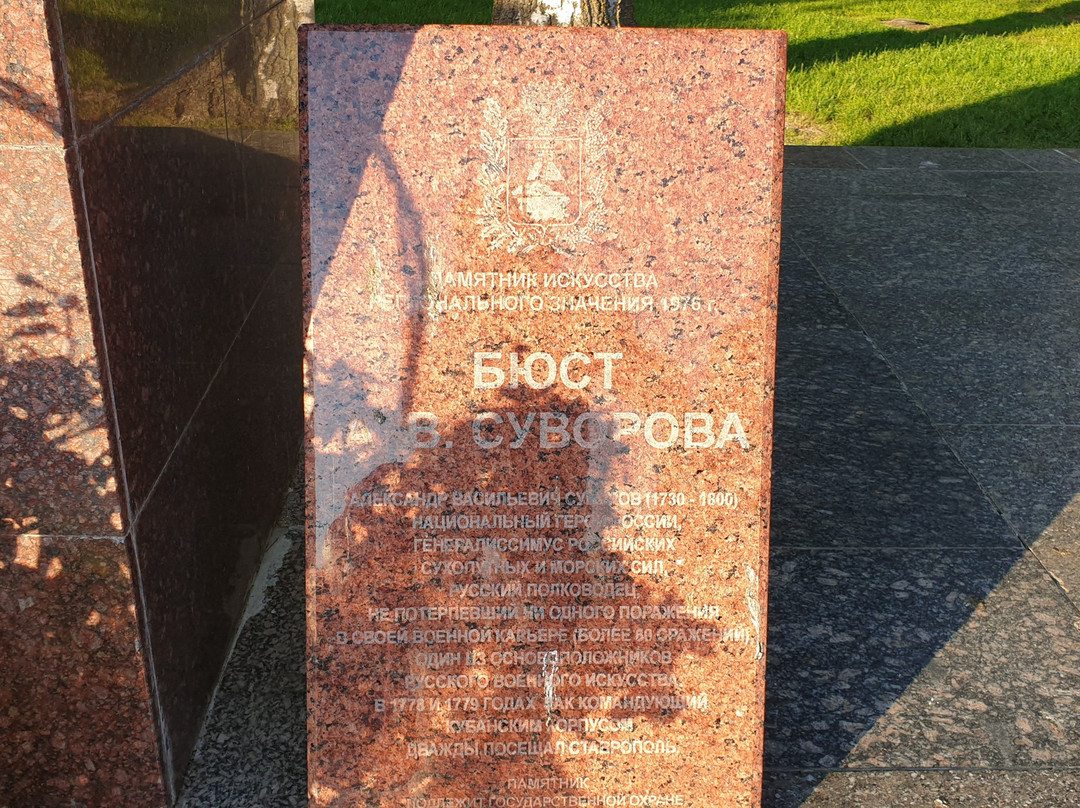 ПАМЯТНИК ИСКУССТВА
РЕГИОНАЛЬНОГО ЗНАЧЕНИЯ, 1976 г.
БЮСТ
А.В. СУВОРОВА
(АЛЕКСАНДР ВАСИЛЬЕВИЧ СУВОРОВ (1730 - 1800)
НАЦИОНАЛЬНЫЙ ГЕРОЙ РОССИИ,
ГЕНЕРАЛИССИМУС РОССИЙСКИХ
СУХОПУТНЫХ И МОРСКИХ СИЛ,
РУССКИЙ ПОЛКОВОДЕЦ,
НЕ ПОТЕРПЕВШИЙ НИ ОДНОГО ПОРАЖЕНИЯ
В СВОЕЙ ВОЕННОЙ КАРЬЕРЕ (БОЛЕЕ 60 СРАЖЕНИЙ),
ОДИН ИЗ ОСНОВОПОЛОЖНИКОВ
РУССКОГО ВОЕННОГО ИСКУССТВА.
В 1778 И 1779 ГОДАХ КАК КОМАНДУЮЩИЙ
КУБАНСКИМ КОРПУСОМ
ДВАЖДЫ ПОСЕЩАЛ СТАВРОПОЛЬ.
ПАМЯТНИК
ПОДЛЕЖИТ ГОСУДАРСТВЕННОЙ ОХРАНЕ